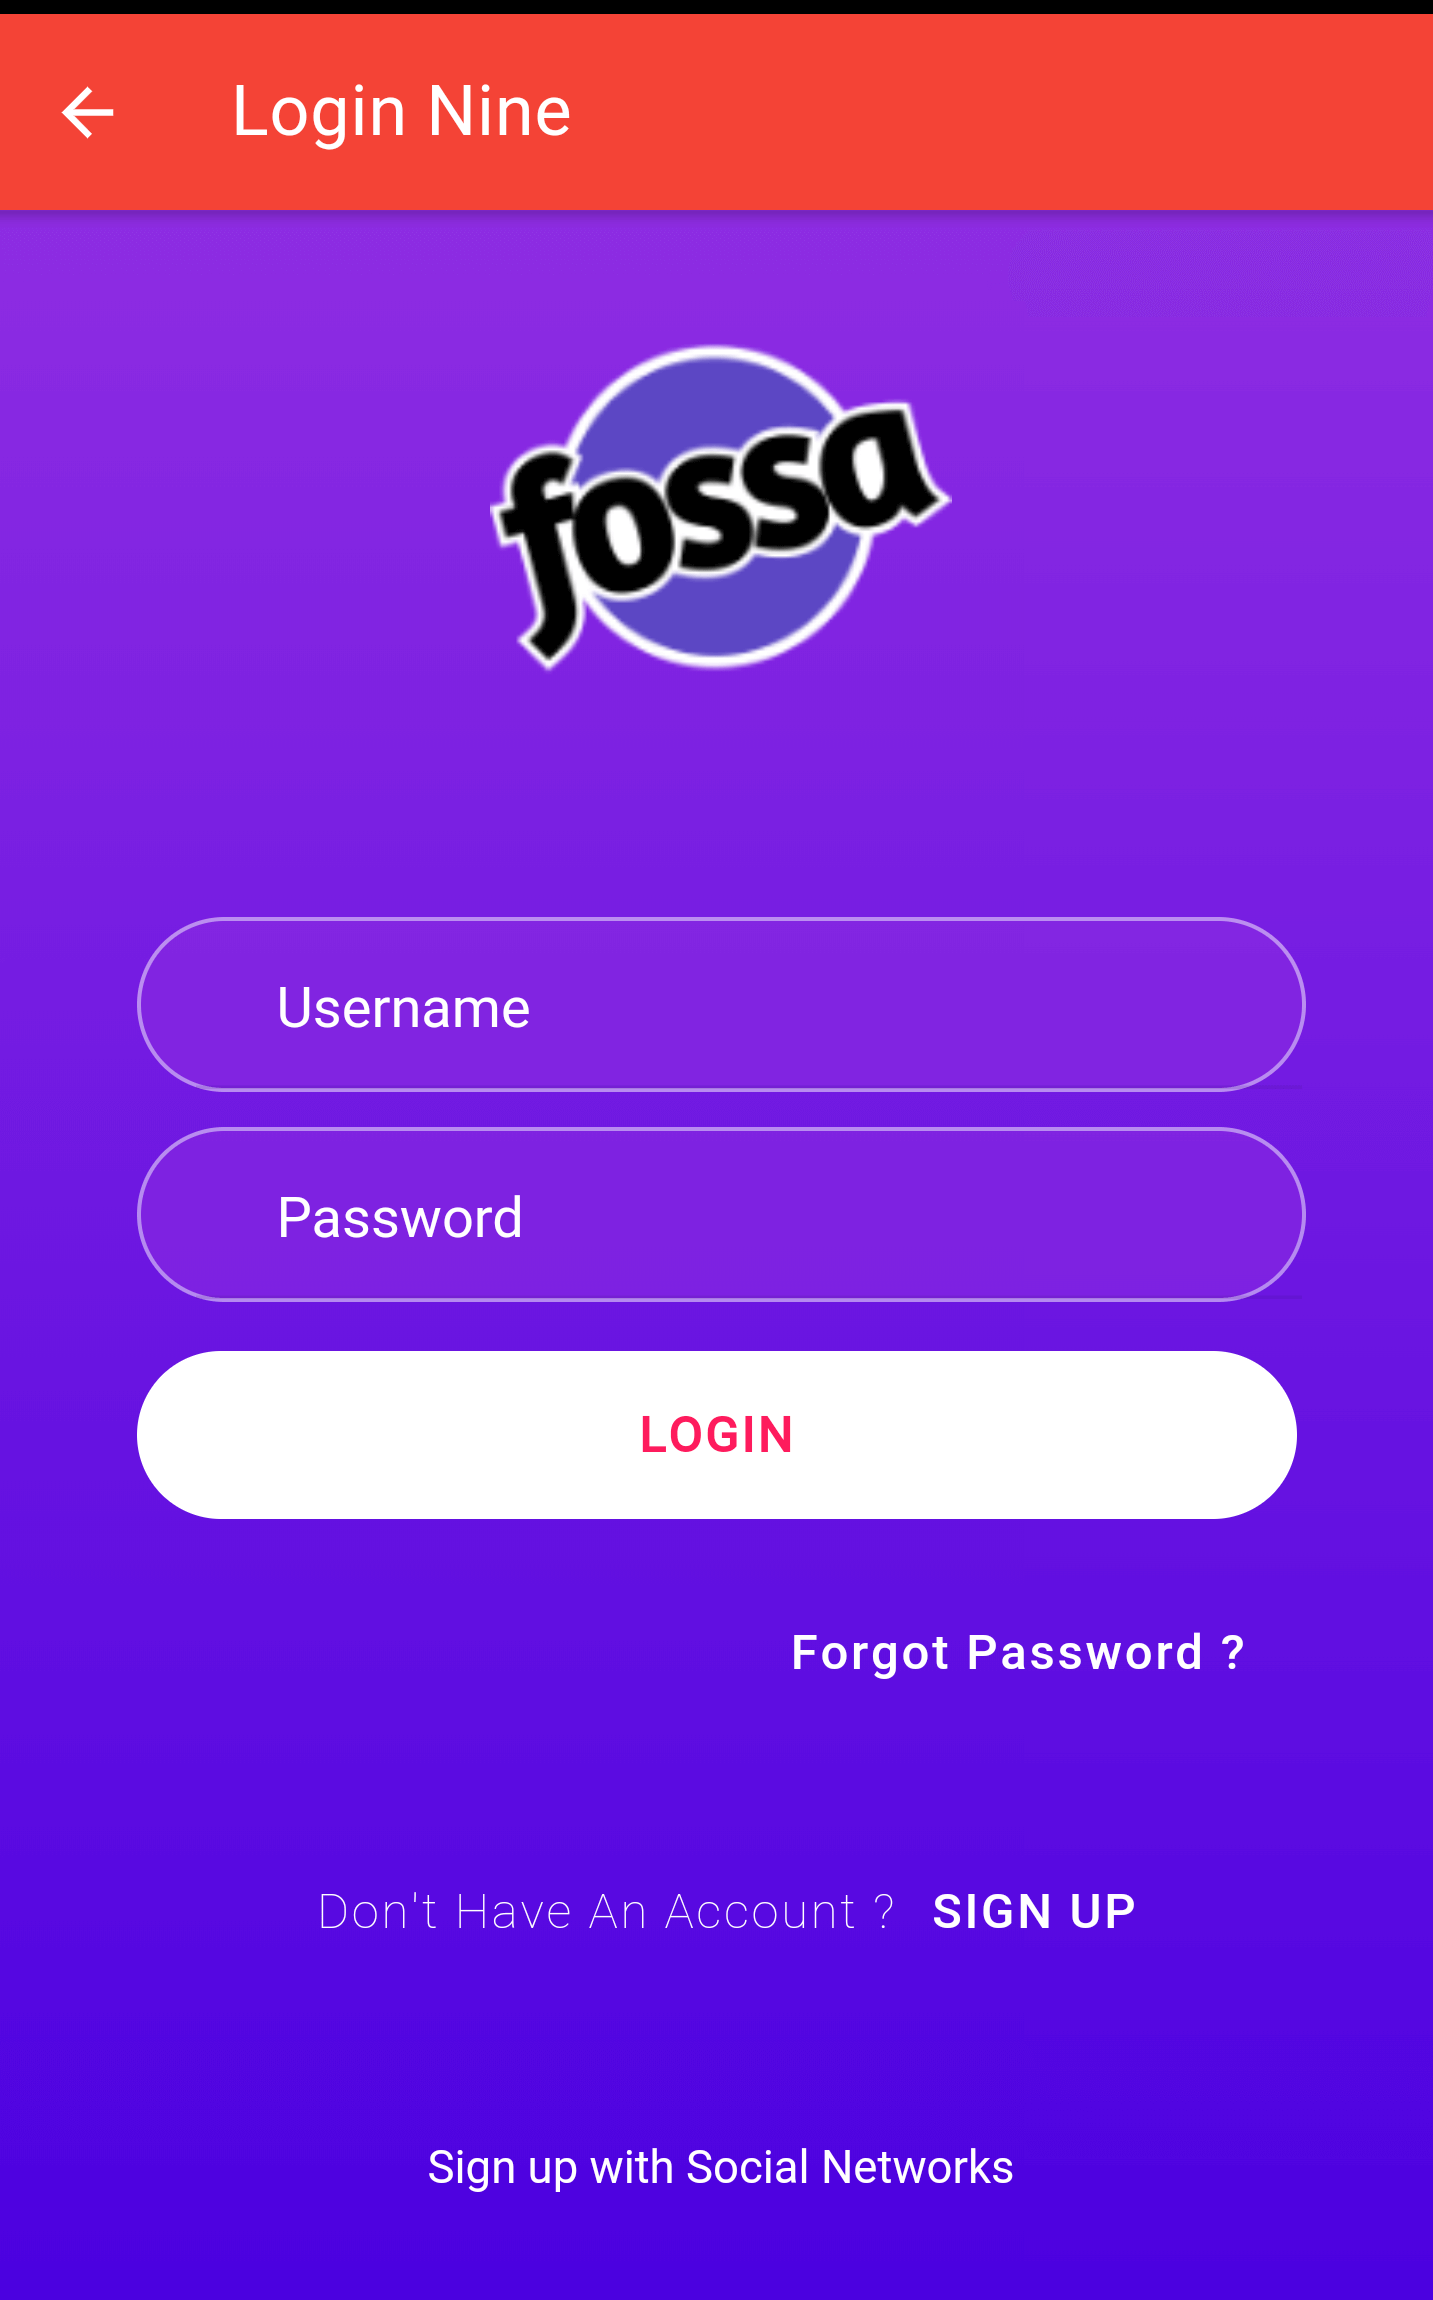 Login Nine
fossa
Username
Password
LOGIN
Forgot Password ?
Don't Have An Account ? SIGN UP
Sign up with Social Networks